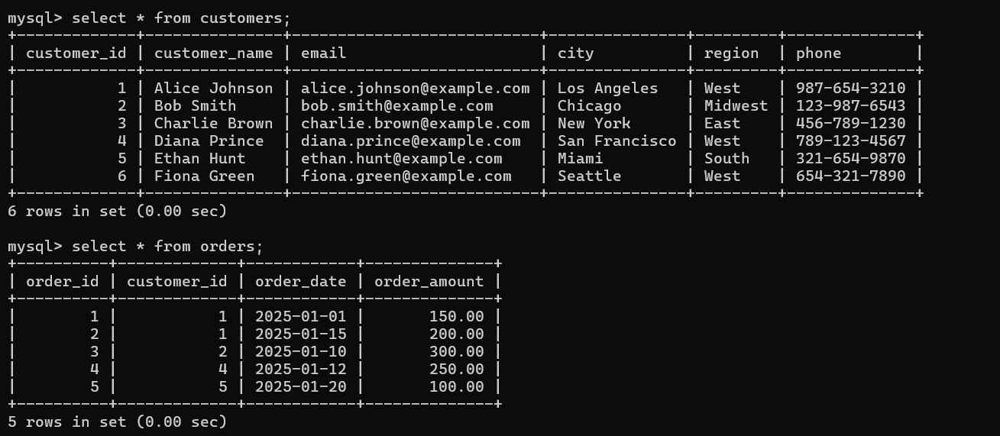 mysql> select * from customers;
+-------------+---------------+---------------------------+---------------+---------+--------------+
| customer_id | customer_name | email                     | city          | region  | phone        |
+-------------+---------------+---------------------------+---------------+---------+--------------+
|           1 | Alice Johnson | alice.johnson@example.com | Los Angeles   | West    | 987-654-3210 |
|           2 | Bob Smith     | bob.smith@example.com     | Chicago       | Midwest | 123-987-6543 |
|           3 | Charlie Brown | charlie.brown@example.com | New York      | East    | 456-789-1230 |
|           4 | Diana Prince  | diana.prince@example.com  | San Francisco | West    | 789-123-4567 |
|           5 | Ethan Hunt    | ethan.hunt@example.com    | Miami         | South   | 321-654-9870 |
|           6 | Fiona Green   | fiona.green@example.com   | Seattle       | West    | 654-321-7890 |
+-------------+---------------+---------------------------+---------------+---------+--------------+
6 rows in set (0.00 sec)

mysql> select * from orders;
+----------+-------------+------------+--------------+
| order_id | customer_id | order_date | order_amount |
+----------+-------------+------------+--------------+
|        1 |           1 | 2025-01-01 |       150.00 |
|        2 |           1 | 2025-01-15 |       200.00 |
|        3 |           2 | 2025-01-10 |       300.00 |
|        4 |           4 | 2025-01-12 |       250.00 |
|        5 |           5 | 2025-01-20 |       100.00 |
+----------+-------------+------------+--------------+
5 rows in set (0.00 sec)